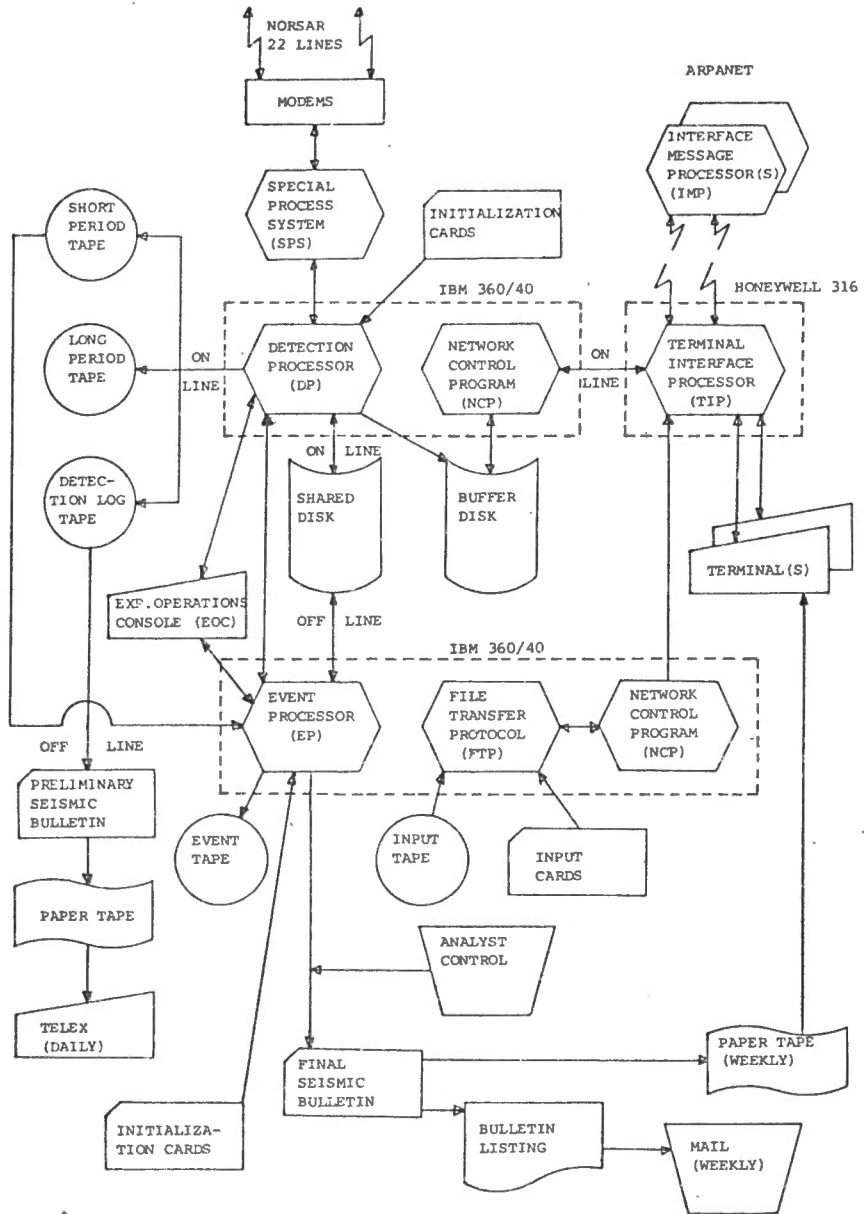 NORSAR
22 LINES
ARPANET
MODEMS
INTERFACE
MESSAGE
PROCESSOR(S)
(IMP)
SHORT
PERIOD
TAPE
SPECIAL
PROCESS
SYSTEM
(SPS)
INITIALIZATION
CARDS
IBM 360/40
HONEYWELL 316
LONG
PERIOD
TAPE
ON
LINE
DETECTION
PROCESSOR
(DP)
NETWORK
CONTROL
PROGRAM
(NCP)
ON
LINE
TERMINAL
INTERFACE
PROCESSOR
(TIP)
DETEC-
TION LOG
TAPE
ON LINE
SHARED
DISK
BUFFER
DISK
TERMINAL(S)
EXP.OPERATIONS
CONSOLE (EOC)
OFF LINE
IBM 360/40
EVENT
PROCESSOR
(EP)
FILE
TRANSFER
PROTOCOL
(FTP)
NETWORK
CONTROL
PROGRAM
(NCP)
OFF LINE
PRELIMINARY
SEISMIC
BULLETIN
EVENT
TAPE
INPUT
TAPE
INPUT
CARDS
PAPER TAPE
ANALYST
CONTROL
TELEX
(DAILY)
FINAL
SEISMIC
BULLETIN
PAPER TAPE
(WEEKLY)
INITIALIZA-
TION CARDS
BULLETIN
LISTING
MAIL
(WEEKLY)